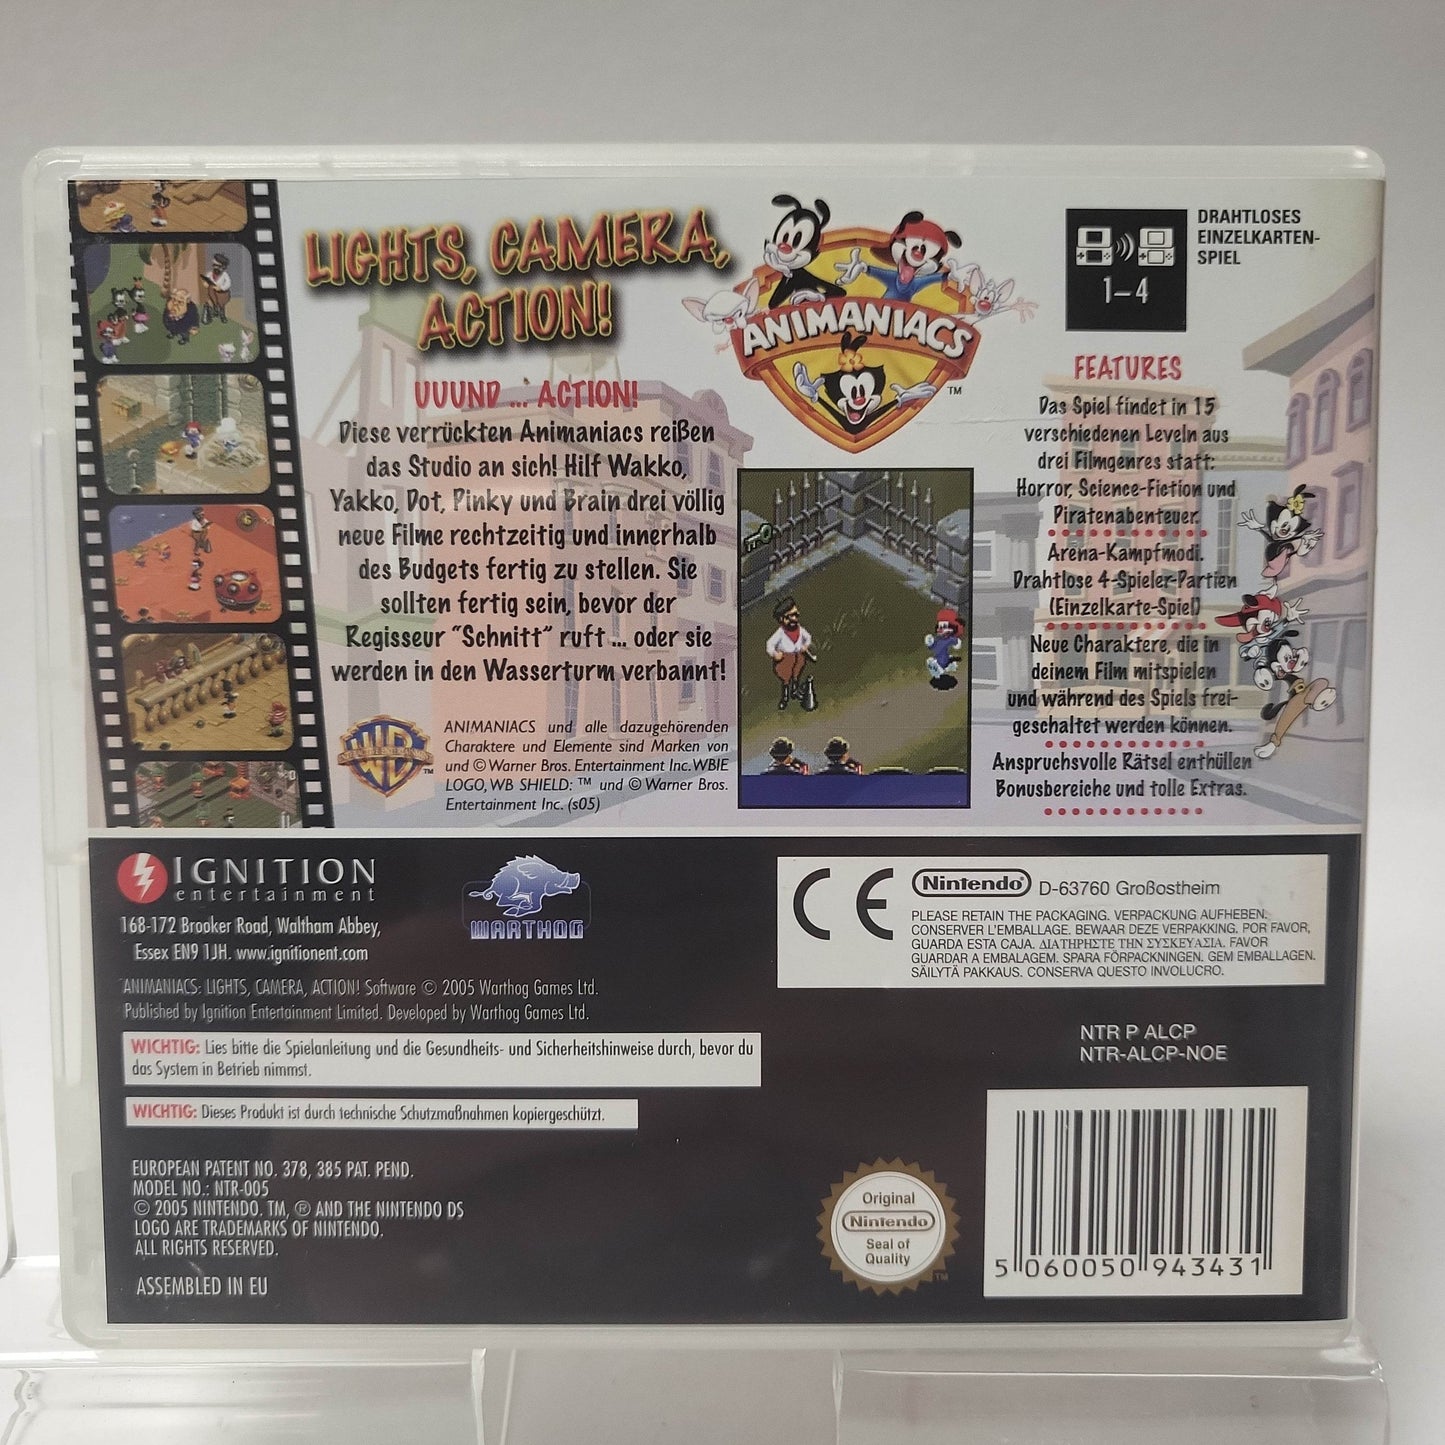 LIGHTS, CAMERA,
ACTION!
UUUND ... ACTION!
Diese verrückten Animaniacs reißen
das Studio an sich! Hilf Wakko,
Yakko, Dot, Pinky und Brain drei völlig
neue Filme rechtzeitig und innerhalb
des Budgets fertig zu stellen. Sie
sollten fertig sein, bevor der
Regisseur "Schnitt" ruft ... oder sie
werden in den Wasserturm verbannt!
ANIMANIACS
TM
DRAHTLOSES
EINZELKARTEN-
SPIEL
1–4
FEATURES
Das Spiel findet in 15
verschiedenen Leveln aus
drei Filmgenres statt:
Horror, Science-Fiction und
Piratenabenteuer.
Arena-Kampfmodi.
Drahtlose 4-Spieler-Partien
(Einzelkarte-Spiel)
Neue Charaktere, die in
deinem Film mitspielen
und während des Spiels frei-
geschaltet werden können.
Anspruchsvolle Rätsel enthüllen
Bonusbereiche und tolle Extras.
WB
INTERACTIVE ENTERTAINMENT
TM
ANIMACS und alle dazugehörenden
Charaktere und Elemente sind Marken von
und © Warner Bros. Entertainment Inc. WBIE
LOGO, WB SHIELD: ™ und © Warner Bros.
Entertainment Inc. (s05)
IGNITION
entertainment
168-172 Brooker Road, Waltham Abbey,
Essex EN9 1JH. www.ignitionent.com
WARTHOG
ANIMANIACS: LIGHTS, CAMERA, ACTION! Software © 2005 Warthog Games Ltd.
Published by Ignition Entertainment Limited. Developed by Warthog Games Ltd.
WICHTIG: Lies bitte die Spielanleitung und die Gesundheits- und Sicherheitshinweise durch, bevor du
das System in Betrieb nimmst.
WICHTIG: Dieses Produkt ist durch technische Schutzmaßnahmen kopiergeschützt.
EUROPEAN PATENT NO. 378, 385 PAT. PEND.
MODEL NO.: NTR-005
© 2005 NINTENDO. TM, ® AND THE NINTENDO DS
LOGO ARE TRADEMARKS OF NINTENDO.
ALL RIGHTS RESERVED.
ASSEMBLED IN EU
CE
Nintendo D-63760 Großostheim
PLEASE RETAIN THE PACKAGING. VERPACKUNG AUFHEBEN.
CONSERVER L'EMBALLAGE. BEWAAR DEZE VERPAKKING. POR FAVOR,
GUARDA ESTA CAJA. ΔΙΑΤΗΡΗΣΤΕ ΤΗΝ ΣΥΣΚΕΥΑΣΙΑ. FAVOR
GUARDAR A EMBALAGEM. SPARA FÖRPACKNINGEN. GEM EMBALLAGEN.
SÄILYTÄ PAKKAUS. CONSERVA QUESTO INVOLUCRO.
NTR P ALCP
NTR-ALCP-NOE
Original
Nintendo
Seal of
Quality
TM
5 060050 943431